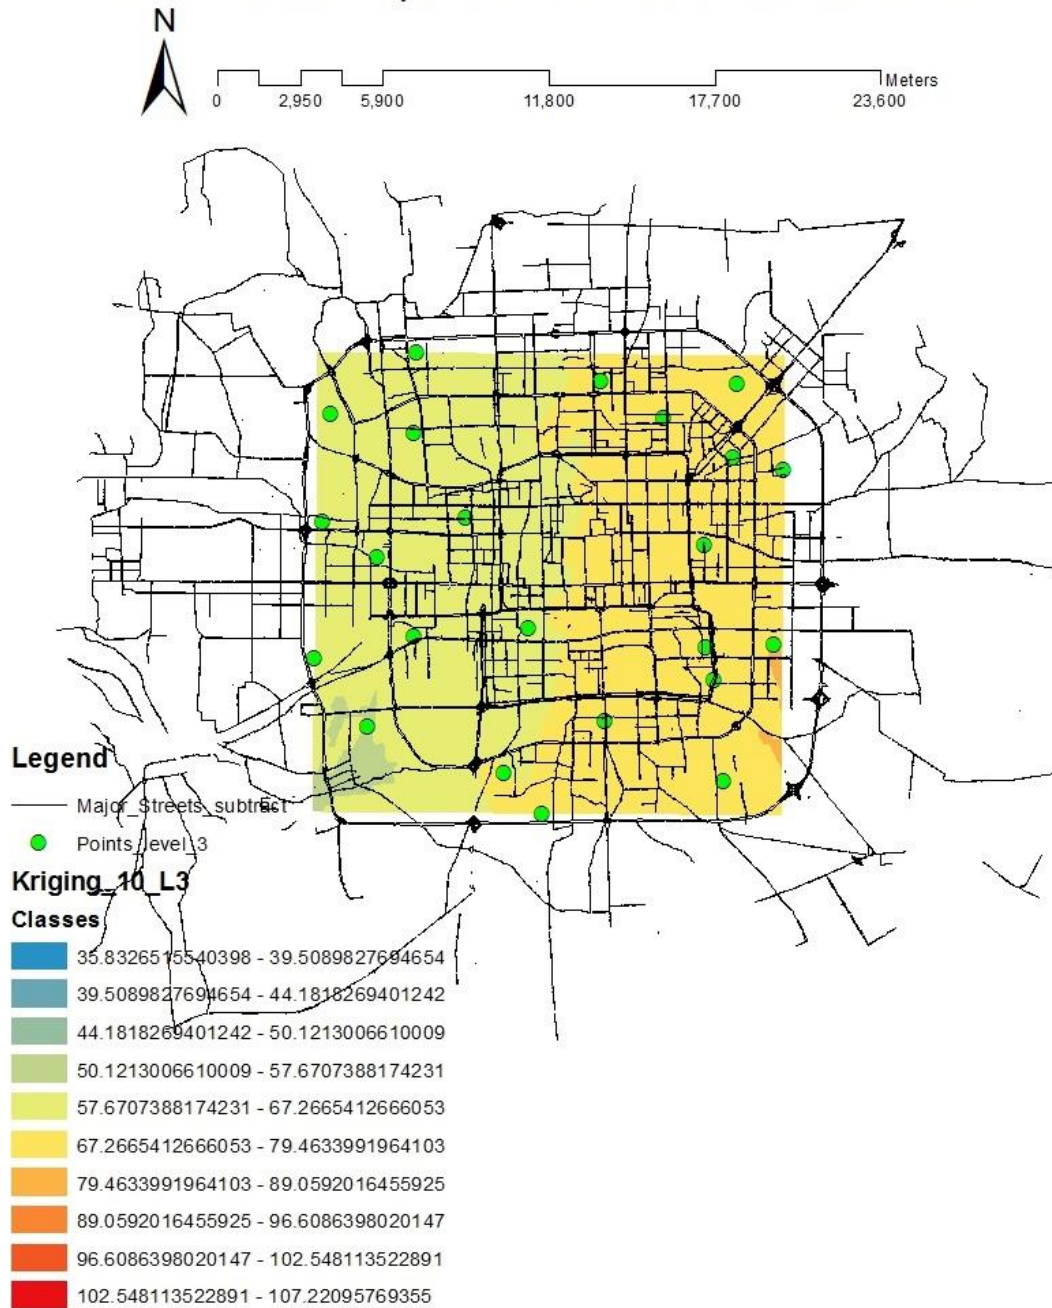 N
Meters
0 2,950 5,900 11,800 17,700 23,600
Legend
Major_Streets_subtract
Points_level_3
Kriging_10_L3
Classes
35.8326515540398 - 39.5089827694654
39.5089827694654 - 44.1818269401242
44.1818269401242 - 50.1213006610009
50.1213006610009 - 57.6707388174231
57.6707388174231 - 67.2665412666053
67.2665412666053 - 79.4633991964103
79.4633991964103 - 89.0592016455925
89.0592016455925 - 96.6086398020147
96.6086398020147 - 102.548113522891
102.548113522891 - 107.22095769355